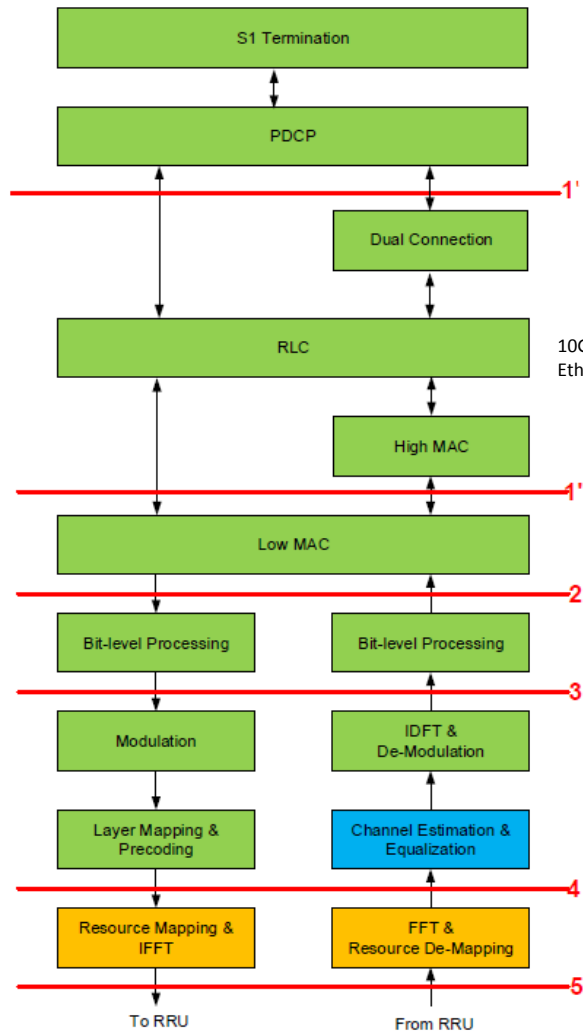 S1 Termination
PDCP
1'
Dual Connection
RLC
High MAC
1'
Low MAC
2
Bit-level Processing
Bit-level Processing
3
Modulation
IDFT &
De-Modulation
Layer Mapping &
Precoding
Channel Estimation &
Equalization
4
Resource Mapping &
IFFT
FFT &
Resource De-Mapping
5
To RRU
From RRU